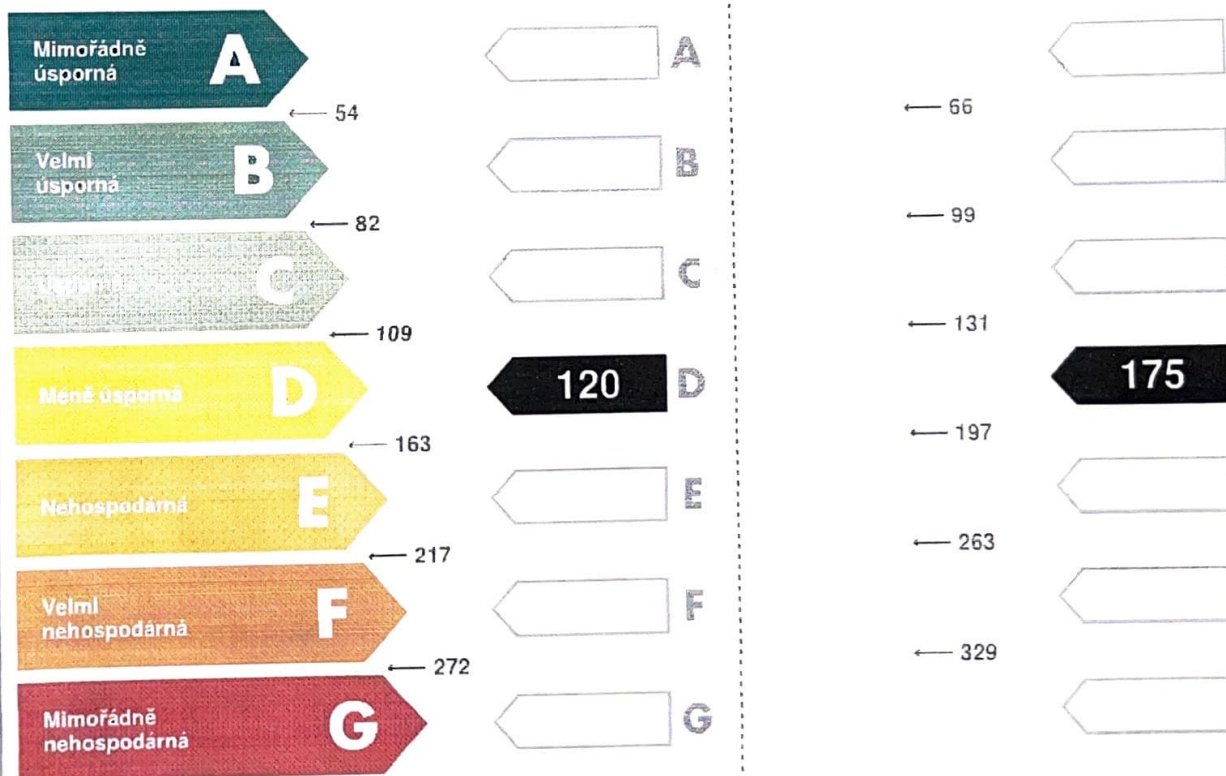 Mimořádně
úsporná
A
A
← 54
← 66
Velmi
úsporná
B
B
← 82
← 99
C
C
← 109
← 131
Méně úsporná
D
120
D
175
← 163
← 197
Nehospodárná
E
E
← 217
← 263
Velmi
nehospodárná
F
F
← 272
← 329
Mimořádně
nehospodárná
G
G